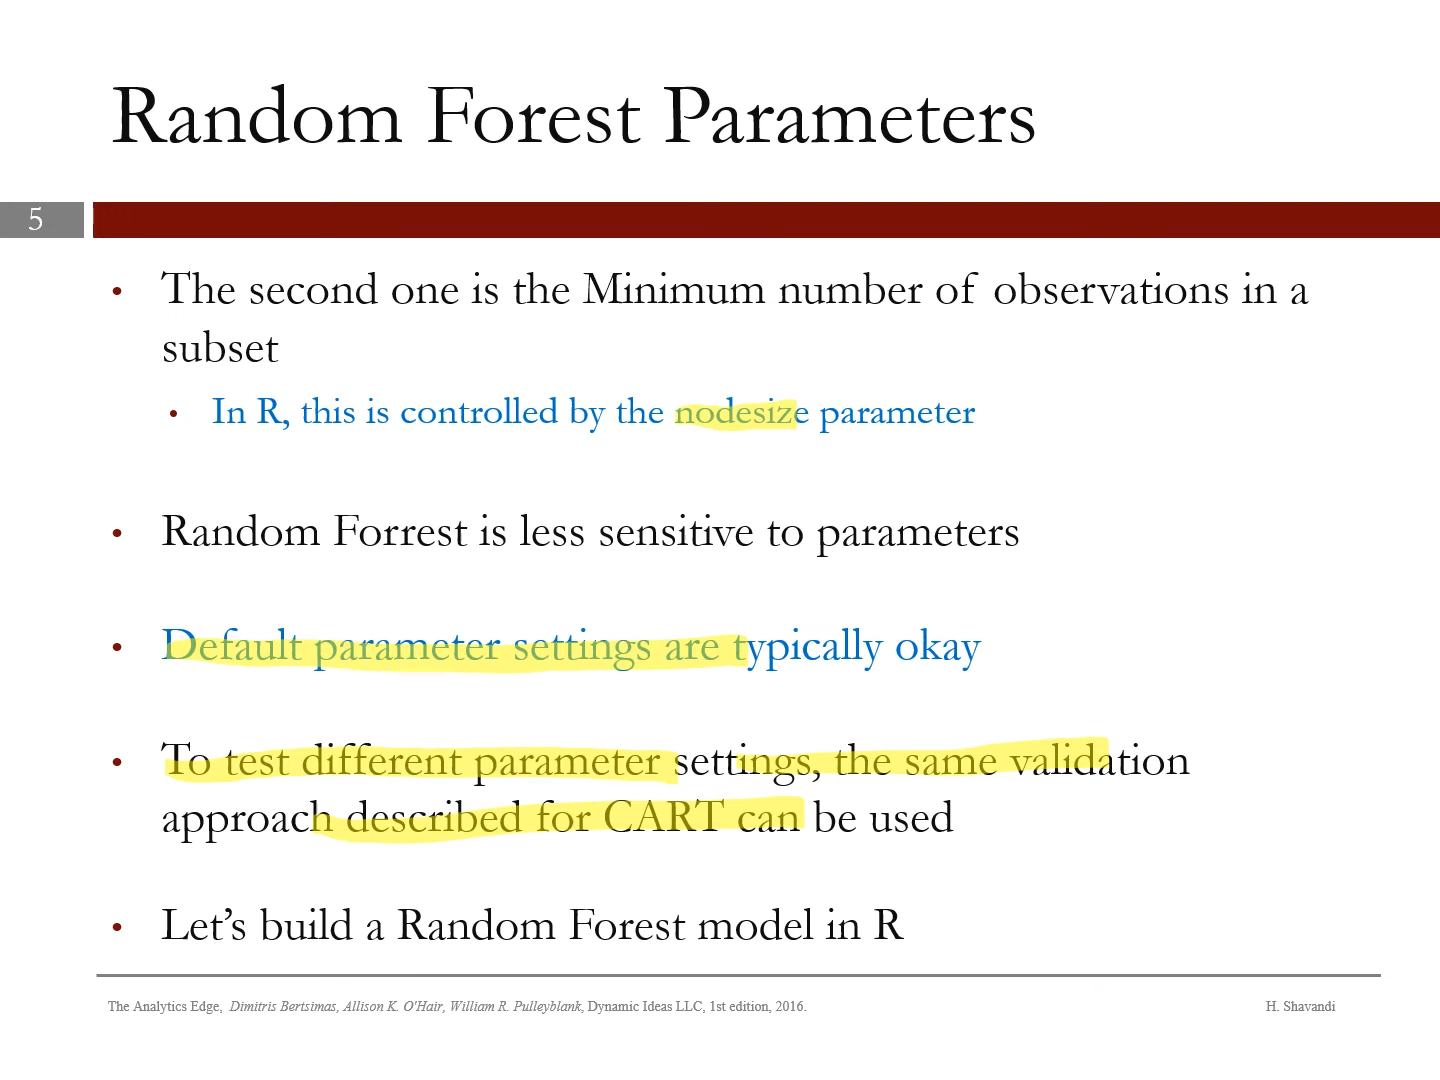 Random Forest Parameters
5
• The second one is the Minimum number of observations in a
subset
• In R, this is controlled by the nodesize parameter
• Random Forrest is less sensitive to parameters
• Default parameter settings are typically okay
• To test different parameter settings, the same validation
approach described for CART can be used
• Let’s build a Random Forest model in R
The Analytics Edge, Dimitris Bertsimas, Allison K. O'Hair, William R. Pulleyblank, Dynamic Ideas LLC, 1st edition, 2016. H. Shavandi